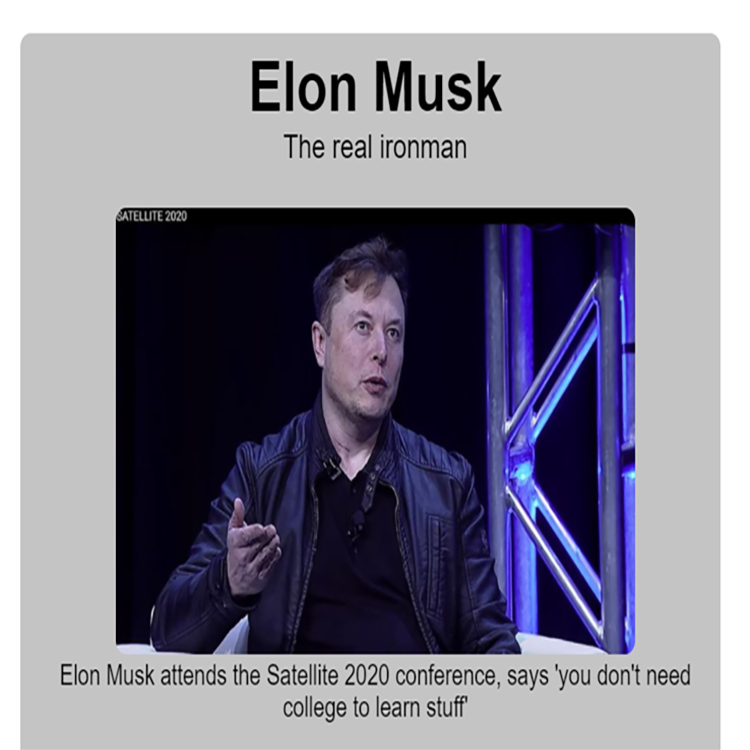 Elon Musk
The real ironman
SATELLITE 2020
Elon Musk attends the Satellite 2020 conference, says 'you don't need
college to learn stuff'